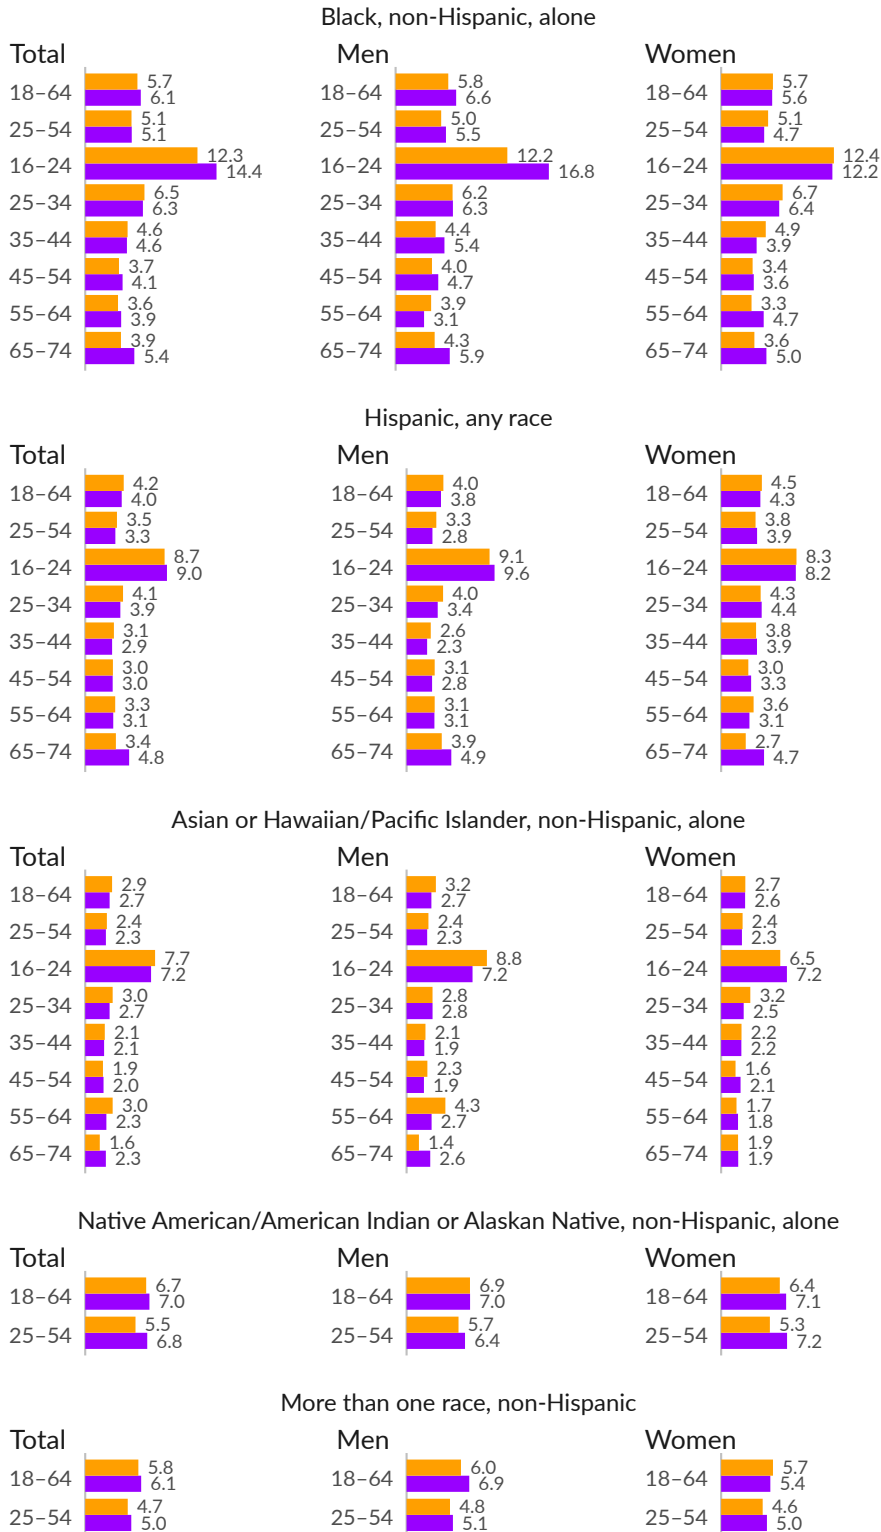 Black, non-Hispanic, alone
Total Men Women
5.7 5.8 5.7
18–64 18–64 18–64
6.1 6.6 5.6
5.1 5.0 5.1
25–54 25–54 25–54
5.1 5.5 4.7
12.3 12.2 12.4
16–24 16–24 16–24
14.4 16.8 12.2
6.5 6.2 6.7
25–34 25–34 25–34
6.3 6.3 6.4
4.6 4.4 4.9
35–44 35–44 35–44
4.6 5.4 3.9
3.7 4.0 3.4
45–54 45–54 45–54
4.1 4.7 3.6
3.6 3.9 3.3
55–64 55–64 55–64
3.9 3.1 4.7
3.9 4.3 3.6
65–74 65–74 65–74
5.4 5.9 5.0
Hispanic, any race
Total Men Women
4.2 4.0 4.5
18–64 18–64 18–64
4.0 3.8 4.3
3.5 3.3 3.8
25–54 25–54 25–54
3.3 2.8 3.9
8.7 9.1 8.3
16–24 16–24 16–24
9.0 9.6 8.2
4.1 4.0 4.3
25–34 25–34 25–34
3.9 3.4 4.4
3.1 2.6 3.8
35–44 35–44 35–44
2.9 2.3 3.9
3.0 3.1 3.0
45–54 45–54 45–54
3.0 2.8 3.3
3.3 3.1 3.6
55–64 55–64 55–64
3.1 3.1 3.1
3.4 3.9 2.7
65–74 65–74 65–74
4.8 4.9 4.7
Asian or Hawaiian/Pacific Islander, non-Hispanic, alone
Total Men Women
2.9 3.2 2.7
18–64 18–64 18–64
2.7 2.7 2.6
2.4 2.4 2.4
25–54 25–54 25–54
2.3 2.3 2.3
7.7 8.8 6.5
16–24 16–24 16–24
7.2 7.2 7.2
3.0 2.8 3.2
25–34 25–34 25–34
2.7 2.8 2.5
2.1 2.1 2.2
35–44 35–44 35–44
2.1 1.9 2.2
1.9 2.3 1.6
45–54 45–54 45–54
2.0 1.9 2.1
3.0 4.3 1.7
55–64 55–64 55–64
2.3 2.7 1.8
1.6 1.4 1.9
65–74 65–74 65–74
2.3 2.6 1.9
Native American/American Indian or Alaskan Native, non-Hispanic, alone
Total Men Women
6.7 6.9 6.4
18–64 18–64 18–64
7.0 7.0 7.1
5.5 5.7 5.3
25–54 25–54 25–54
6.8 6.4 7.2
More than one race, non-Hispanic
Total Men Women
5.8 6.0 5.7
18–64 18–64 18–64
6.1 6.9 5.4
4.7 4.8 4.6
25–54 25–54 25–54
5.0 5.1 5.0